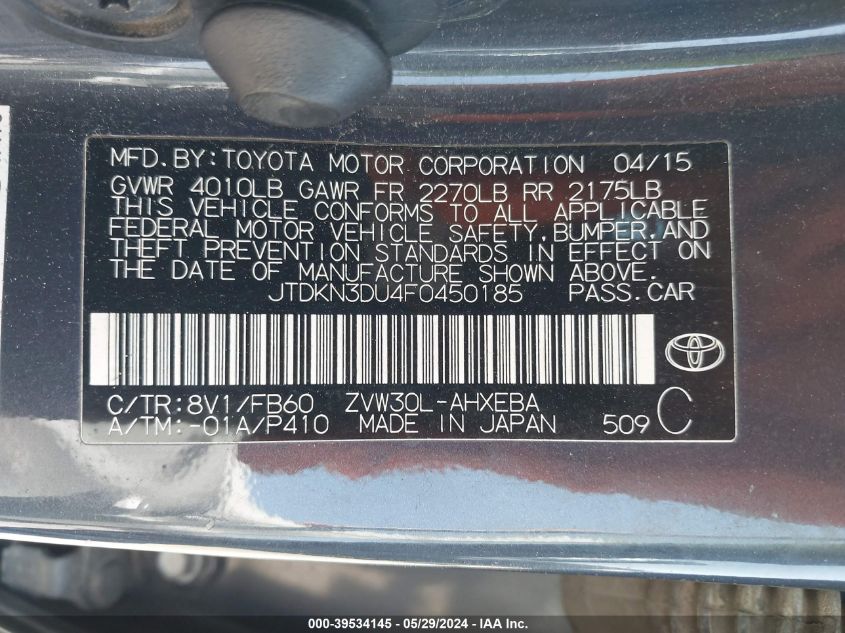 MFD. BY: TOYOTA MOTOR CORPORATION 04/15
GVWR 4010LB GAWR FR 2270LB RR 2175LB
THIS VEHICLE CONFORMS TO ALL APPLICABLE
FEDERAL MOTOR VEHICLE SAFETY, BUMPER, AND
THEFT PREVENTION STANDARDS IN EFFECT ON
THE DATE OF MANUFACTURE SHOWN ABOVE.
JTDKN3DU4F0450185 PASS. CAR
C/TR: 8V1/FB60 ZVW30L-AHXEBA
A/TM: -01A/P410 MADE IN JAPAN 509 C
000-39534145 - 05/29/2024 - IAA Inc.